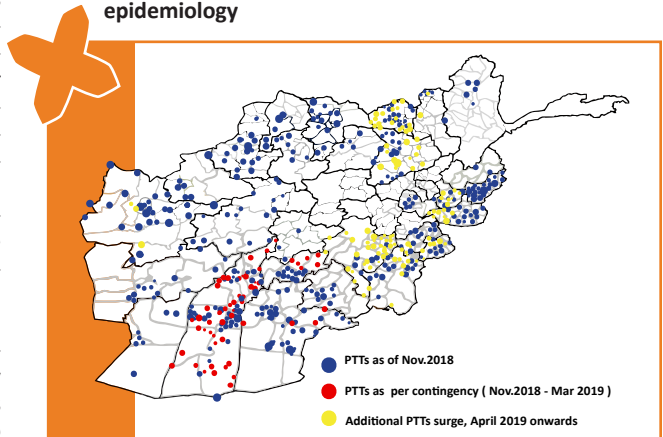 epidemiology
PTTs as of Nov.2018
PTTs as  per contingency ( Nov.2018 - Mar 2019 )
Additional PTTs surge, April 2019 onwards